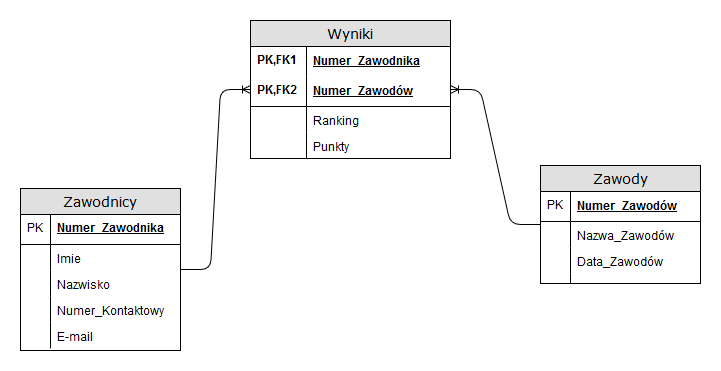 Wyniki
PK,FK1 Numer_Zawodnika
PK,FK2 Numer_Zawodów
Ranking
Punkty
Zawodnicy
PK Numer_Zawodnika
Imie
Nazwisko
Numer_Kontaktowy
E-mail
Zawody
PK Numer_Zawodów
Nazwa_Zawodów
Data_Zawodów